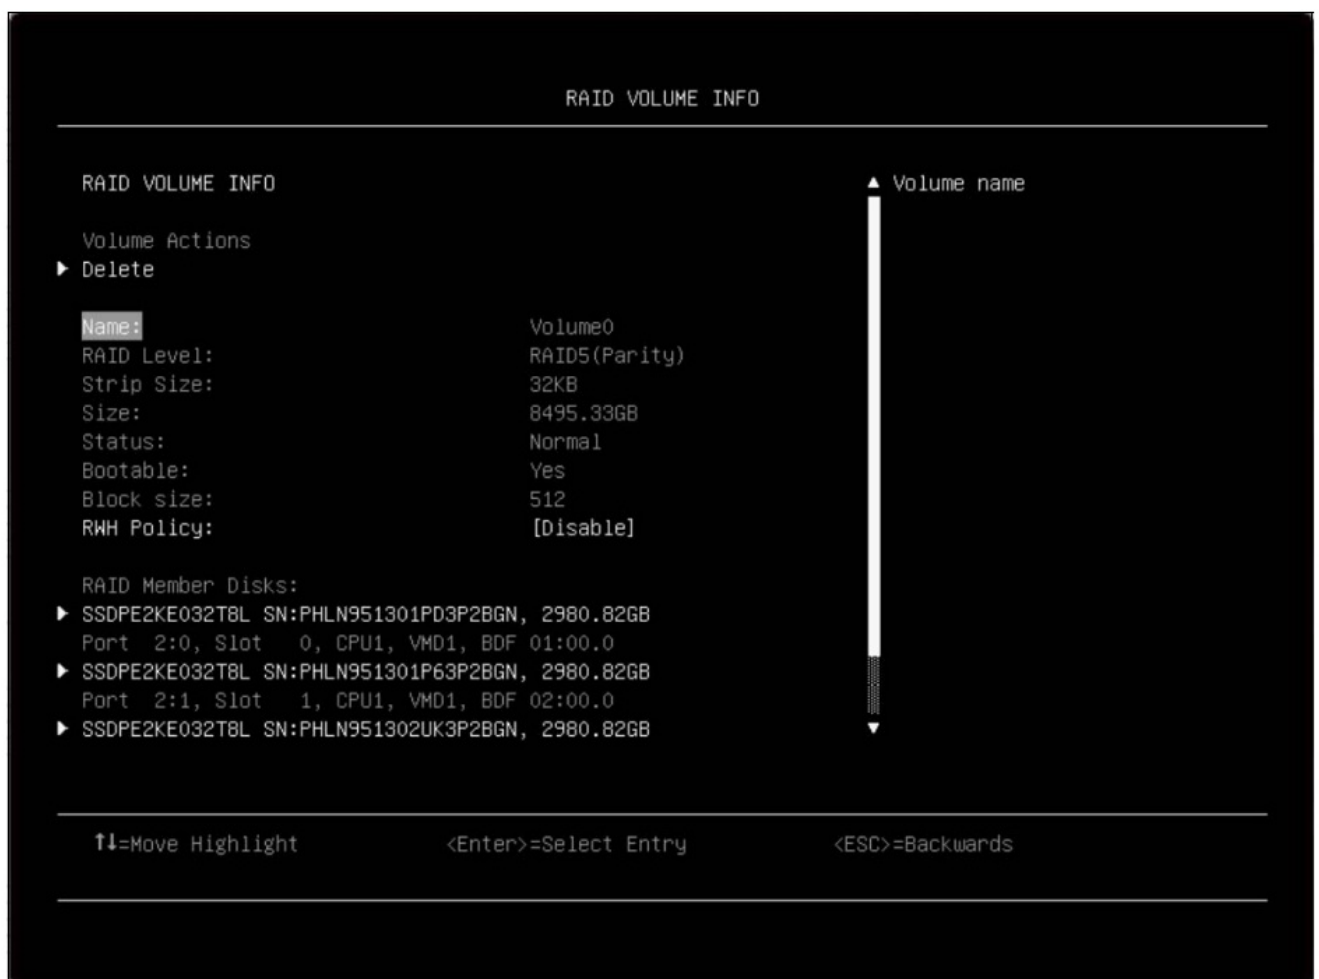 RAID VOLUME INFO
RAID VOLUME INFO
Volume name
Volume Actions
Delete
Name: Volume0
RAID Level: RAID5(Parity)
Strip Size: 32KB
Size: 8495.33GB
Status: Normal
Bootable: Yes
Block size: 512
RWH Policy: [Disable]
RAID Member Disks:
SSDPE2KE032T8L SN:PHLN951301PD3P2BGN, 2980.82GB
Port 2:0, Slot 0, CPU1, VMD1, BDF 01:00.0
SSDPE2KE032T8L SN:PHLN951301P63P2BGN, 2980.82GB
Port 2:1, Slot 1, CPU1, VMD1, BDF 02:00.0
SSDPE2KE032T8L SN:PHLN951302UK3P2BGN, 2980.82GB
↑↓=Move Highlight <Enter>=Select Entry <ESC>=Backwards